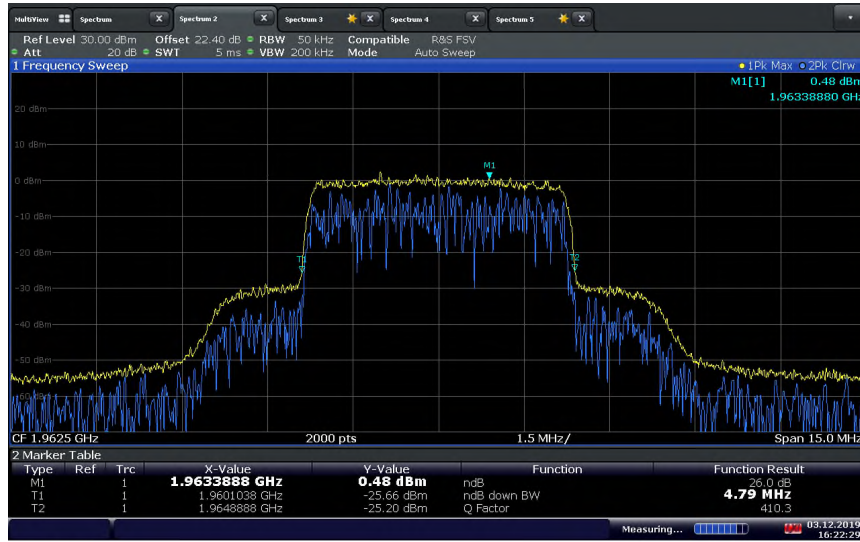 MultiView Spectrum X Spectrum 2 X Spectrum 3 X Spectrum 4 X Spectrum 5 X
Ref Level 30.00 dBm Offset 22.40 dB RBW 50 kHz Compatible R&S FSV
Att 20 dB SWT 5 ms VBW 200 kHz Mode Auto Sweep
1 Frequency Sweep 1Pk Max 2Pk Clrw
M1[1] 0.48 dBm
1.96338880 GHz
20 dBm
10 dBm
M1
0 dBm
-10 dBm
-20 dBm
T1 T2
-30 dBm
-40 dBm
-50 dBm
-60 dBm
CF 1.9625 GHz 2000 pts 1.5 MHz/ Span 15.0 MHz
2 Marker Table
Type Ref Trc X-Value Y-Value Function Function Result
M1 1 1.9633888 GHz 0.48 dBm ndB 26.0 dB
T1 1 1.9601038 GHz -25.66 dBm ndB down BW 4.79 MHz
T2 1 1.9648888 GHz -25.20 dBm Q Factor 410.3
Measuring... 03.12.2019
16:22:29